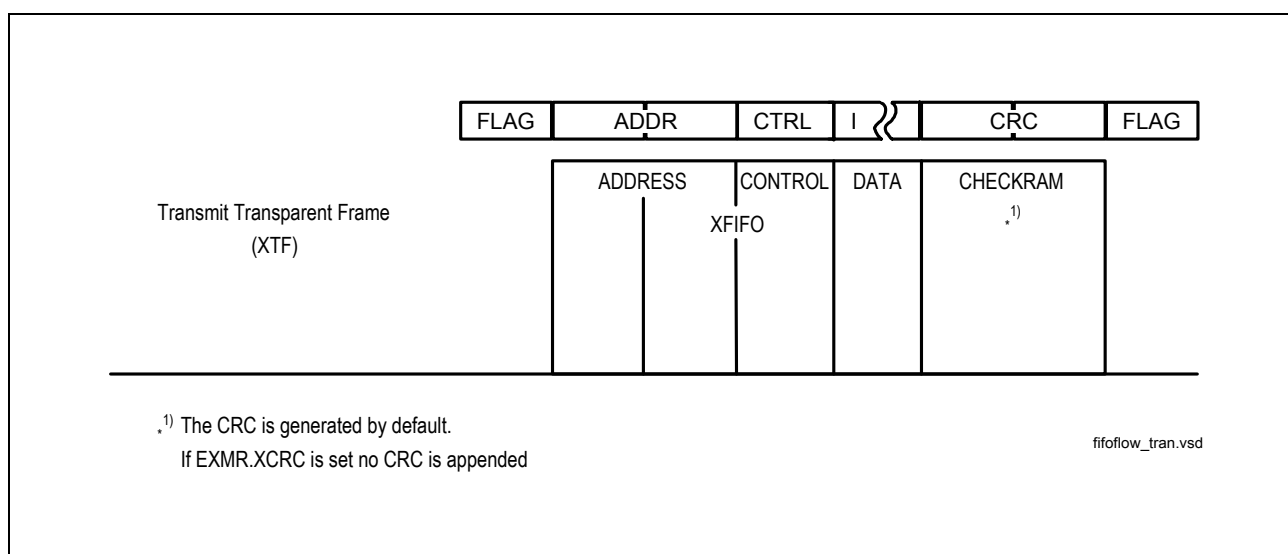 FLAG ADDR CTRL I CRC FLAG
ADDRESS CONTROL DATA CHECKRAM
XFIFO *1)
Transmit Transparent Frame
(XTF)
*1) The CRC is generated by default.
If EXMR.XCRC is set no CRC is appended
fifoflow_tran.vsd